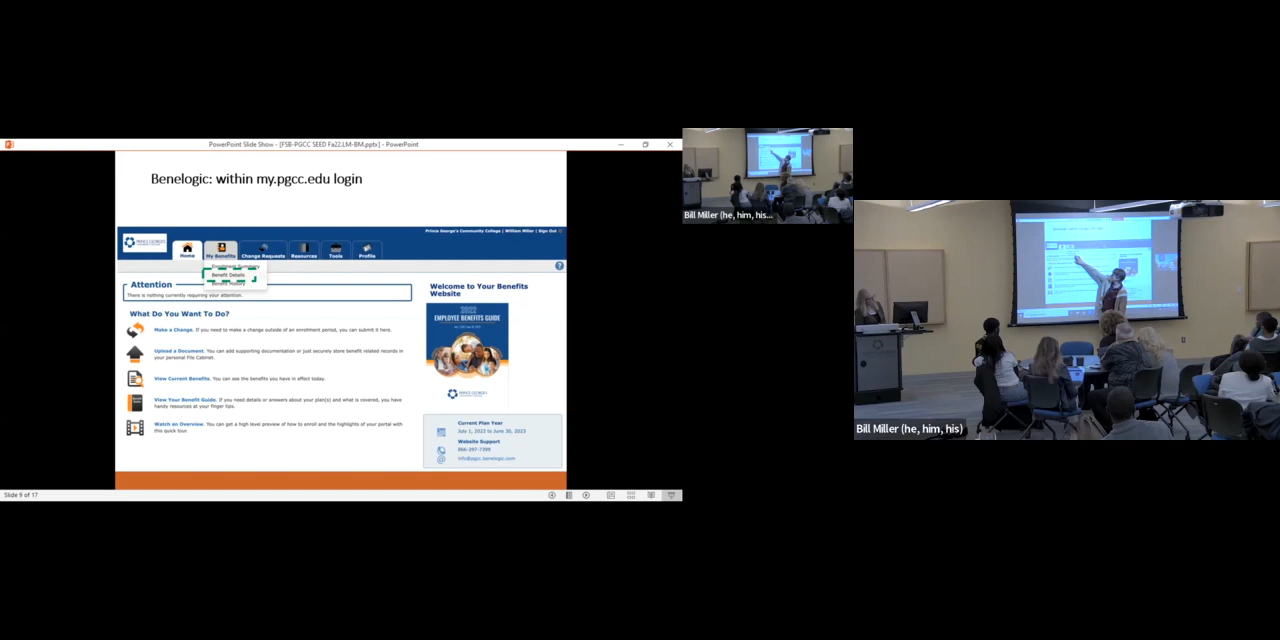 PowerPoint Slide Show - [FSB-PGCC SEED Fa22.LM-BM.pptx] - PowerPoint
Benelogic: within my.pgcc.edu login
Prince George's Community College | William Miller | Sign Out
Home
My Benefits
Change Requests
Resources
Tools
Profile
Enrollment Summary
Benefit Details
Benefit History
Attention
There is nothing currently requiring your attention.
What Do You Want To Do?
Make a Change. If you need to make a change outside of an enrollment period, you can submit it here.
Upload a Document. You can add supporting documentation or just securely store benefit related records in
your personal File Cabinet.
View Current Benefits. You can see the benefits you have in effect today.
View Your Benefit Guide. If you need details or answers about your plan(s) and what is covered, you have
handy resources at your finger tips.
Watch an Overview. You can get a high level preview of how to enroll and the highlights of your portal with
this quick tour.
Welcome to Your Benefits
Website
2022
EMPLOYEE BENEFITS GUIDE
PRINCE GEORGE'S
Current Plan Year
July 1, 2022 to June 30, 2023
Website Support
866-297-7399
info@pgcc.benelogic.com
Slide 9 of 17
Bill Miller (he, him, his...
Bill Miller (he, him, his)